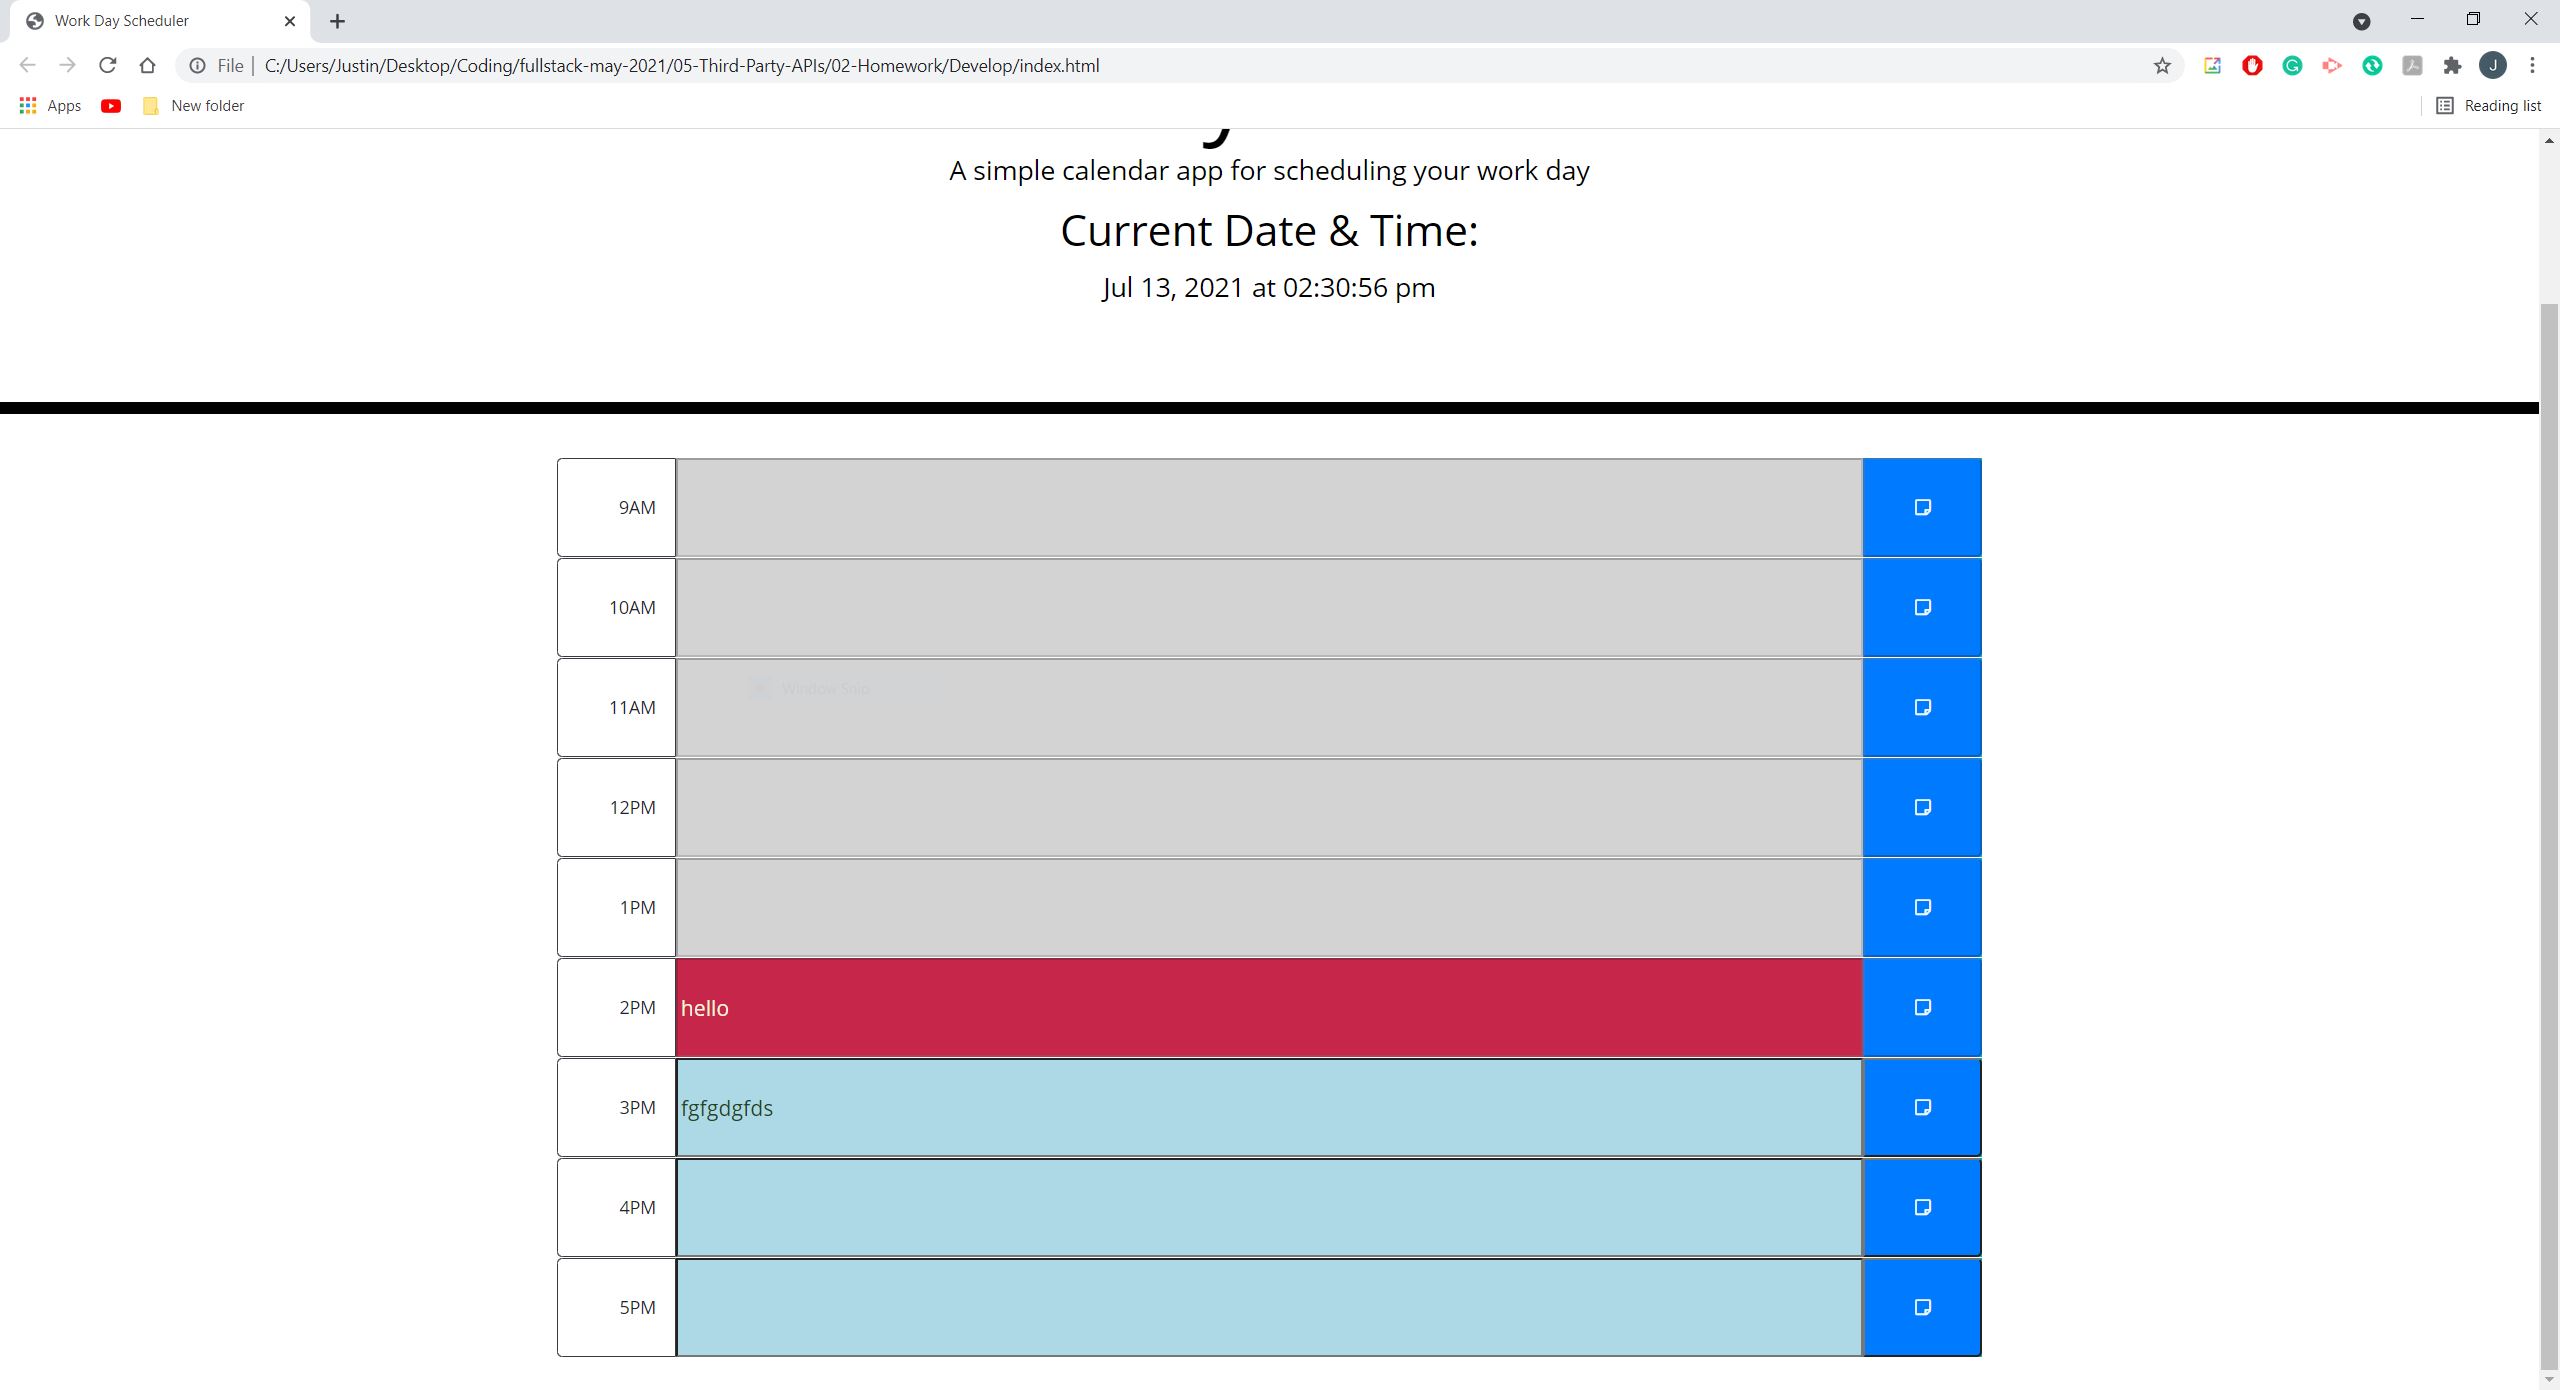 Work Day Scheduler
File
C:/Users/Justin/Desktop/Coding/fullstack-may-2021/05-Third-Party-APIs/02-Homework/Develop/index.html
J
Apps
New folder
Reading list
A simple calendar app for scheduling your work day
Current Date & Time:
Jul 13, 2021 at 02:30:56 pm
9AM
10AM
11AM
Window Snip
12PM
1PM
2PM hello
3PM fgfgdgfds
4PM
5PM